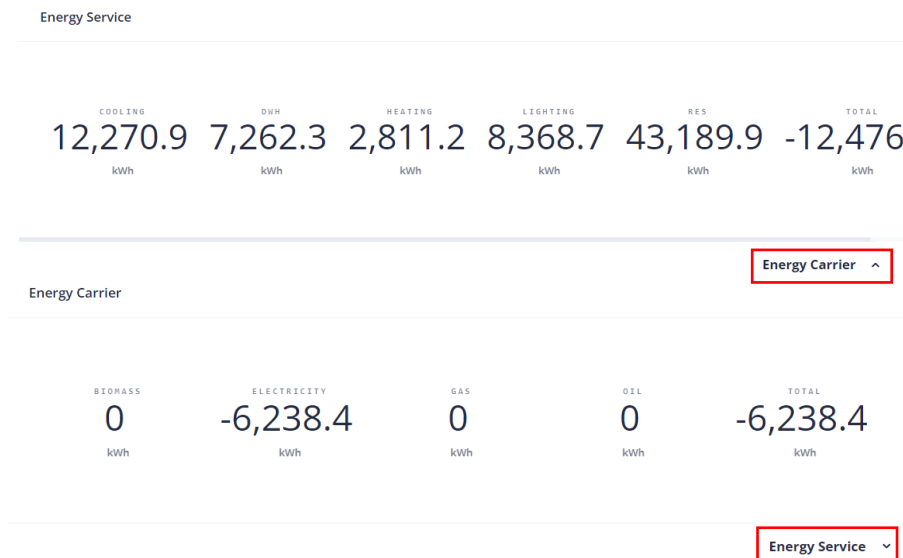 Energy Service
COOLING DWH HEATING LIGHTING RES TOTAL
12,270.9 7,262.3 2,811.2 8,368.7 43,189.9 -12,476
kWh kWh kWh kWh kWh kWh
Energy Carrier
Energy Carrier
BIOMASS ELECTRICITY GAS OIL TOTAL
0 -6,238.4 0 0 -6,238.4
kWh kWh kWh kWh kWh
Energy Service